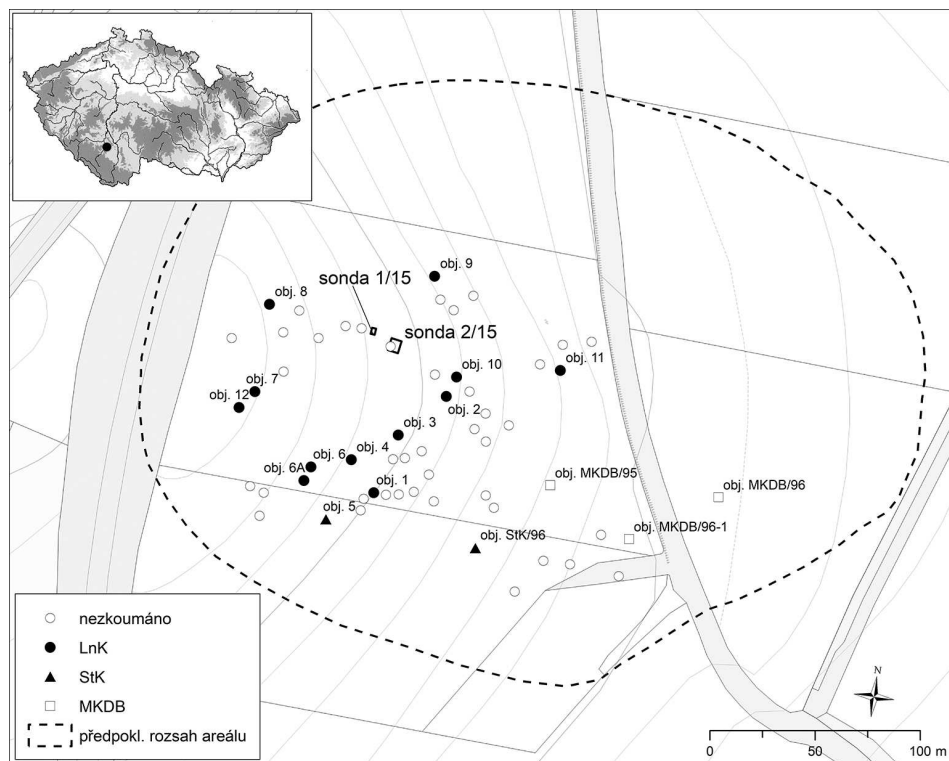 obj. 9
sonda 1/15
obj. 8
sonda 2/15
obj. 11
obj. 10
obj. 7
obj. 12
obj. 2
obj. 3
obj. 4
obj. 6
obj. 6A
obj. 1
obj. MKDB/95
obj. MKDB/96
obj. 5
obj. MKDB/96-1
obj. StK/96
nezkoumáno
LnK
StK
MKDB
předpokl. rozsah areálu
N
0 50 100 m